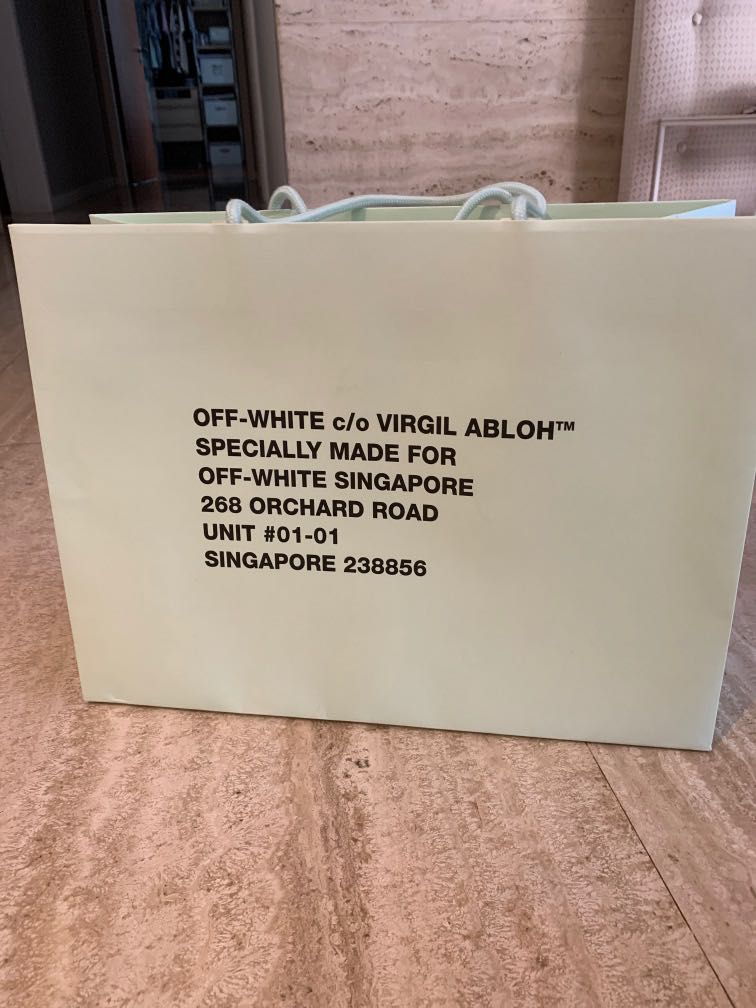 OFF-WHITE c/o VIRGIL ABLOH™
SPECIALLY MADE FOR
OFF-WHITE SINGAPORE
268 ORCHARD ROAD
UNIT #01-01
SINGAPORE 238856